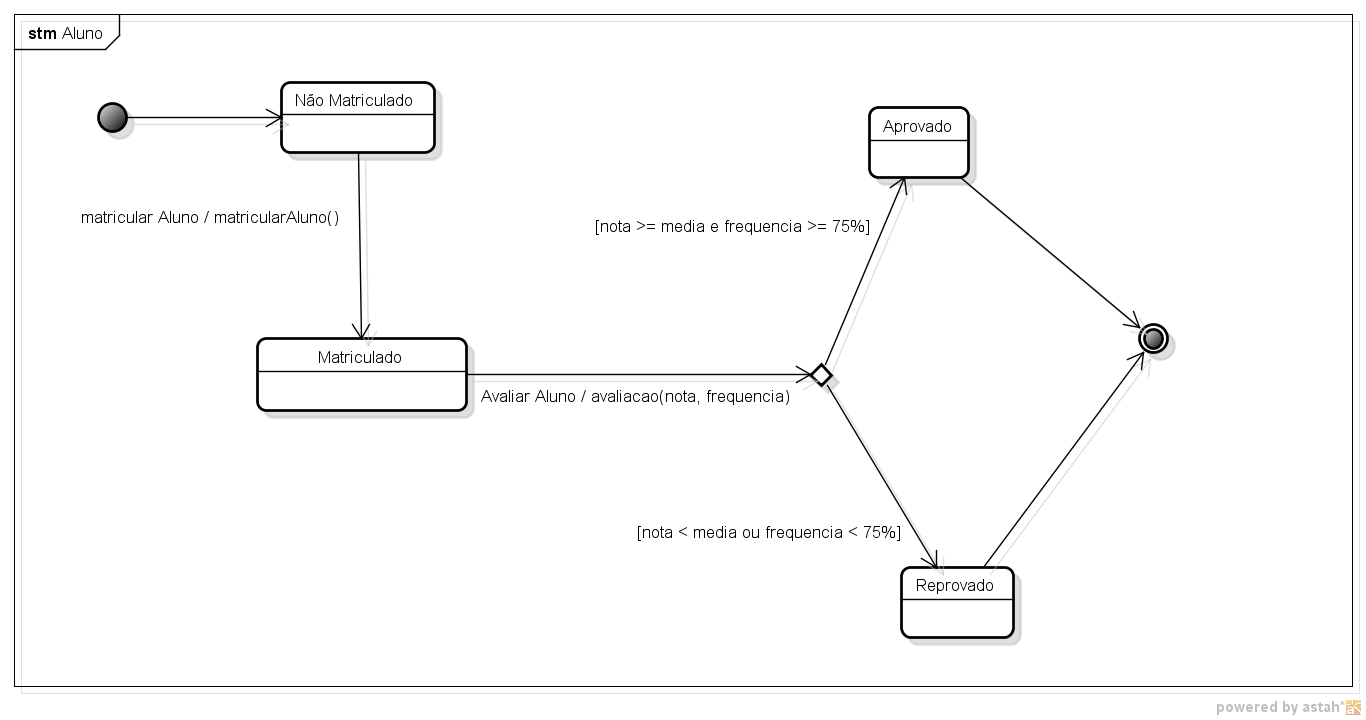 stm Aluno
Não Matriculado
Aprovado
matricular Aluno / matricularAluno()
[nota >= media e frequencia >= 75%]
Matriculado
Avaliar Aluno / avaliacao(nota, frequencia)
[nota < media ou frequencia < 75%]
Reprovado
powered by astah*